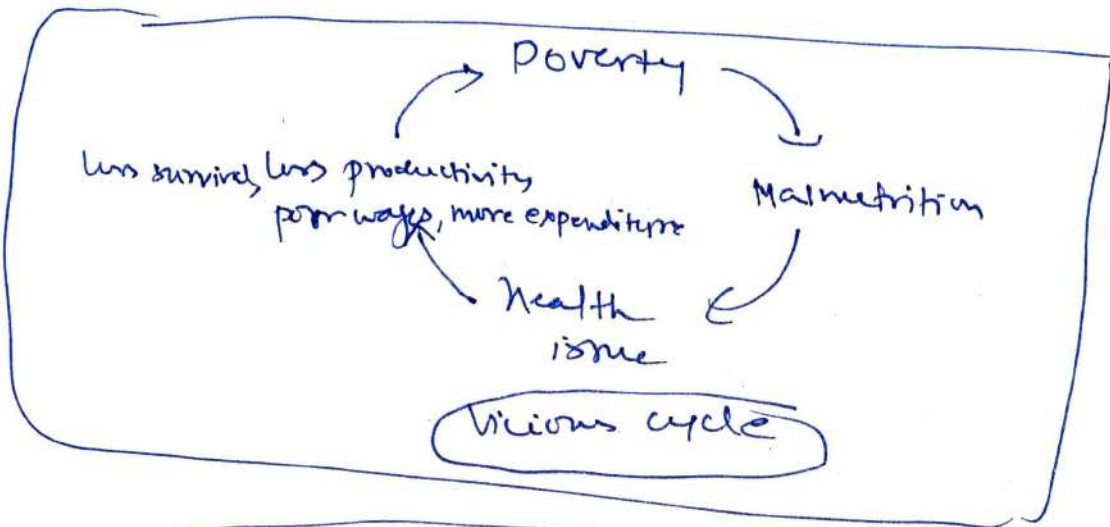 Poverty
less survival, less productivity
poor wages, more expenditure
Malnutrition
health
issue
Vicious cycle